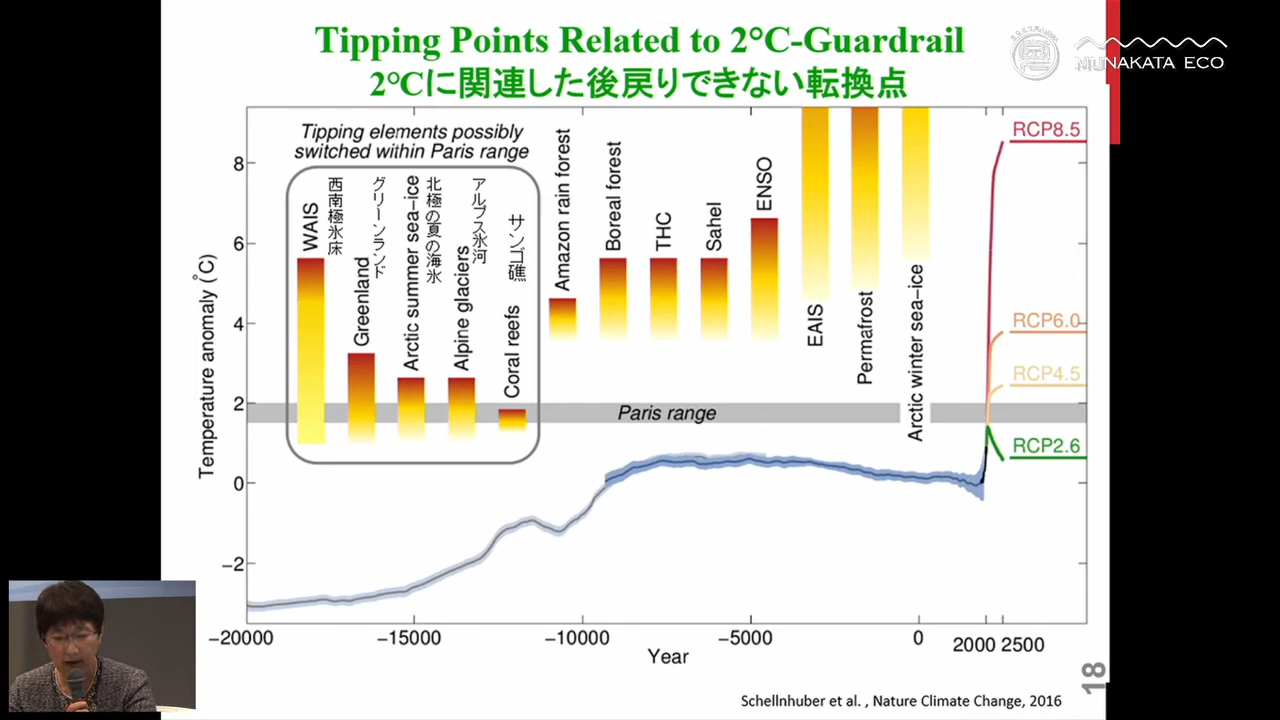 Tipping Points Related to 2°C-Guardrail
2℃に関連した後戻りできない転換点
MUNAKATA ECO
Tipping elements possibly
switched within Paris range
WAIS
西南極氷床
Greenland
グリーンランド
Arctic summer sea-ice
北極の夏の海氷
Alpine glaciers
アルプス氷河
Coral reefs
サンゴ礁
Amazon rain forest
Boreal forest
THC
Sahel
ENSO
EAIS
Permafrost
Arctic winter sea-ice
RCP8.5
RCP6.0
RCP4.5
RCP2.6
Paris range
Temperature anomaly (°C)
8
6
4
2
0
−2
−20000
−15000
−10000
−5000
0
2000
2500
Year
18
Schellnhuber et al. , Nature Climate Change, 2016